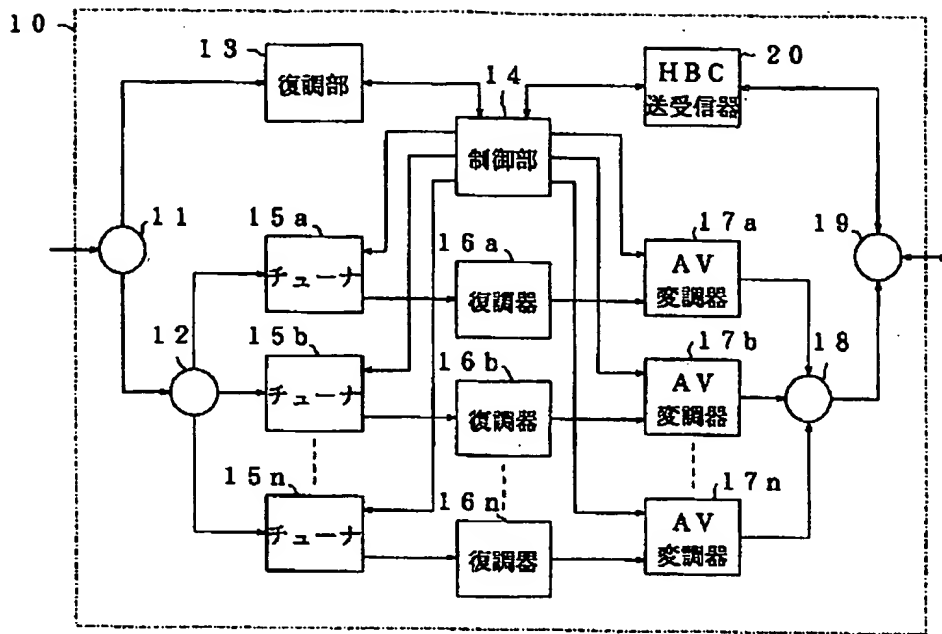 10
13
復調部
14
制御部
20
HBC
送受信器
11
15a
チューナ
16a
復調器
17a
AV
変調器
19
12
15b
チューナ
16b
復調器
17b
AV
変調器
18
15n
チューナ
16n
復調器
17n
AV
変調器